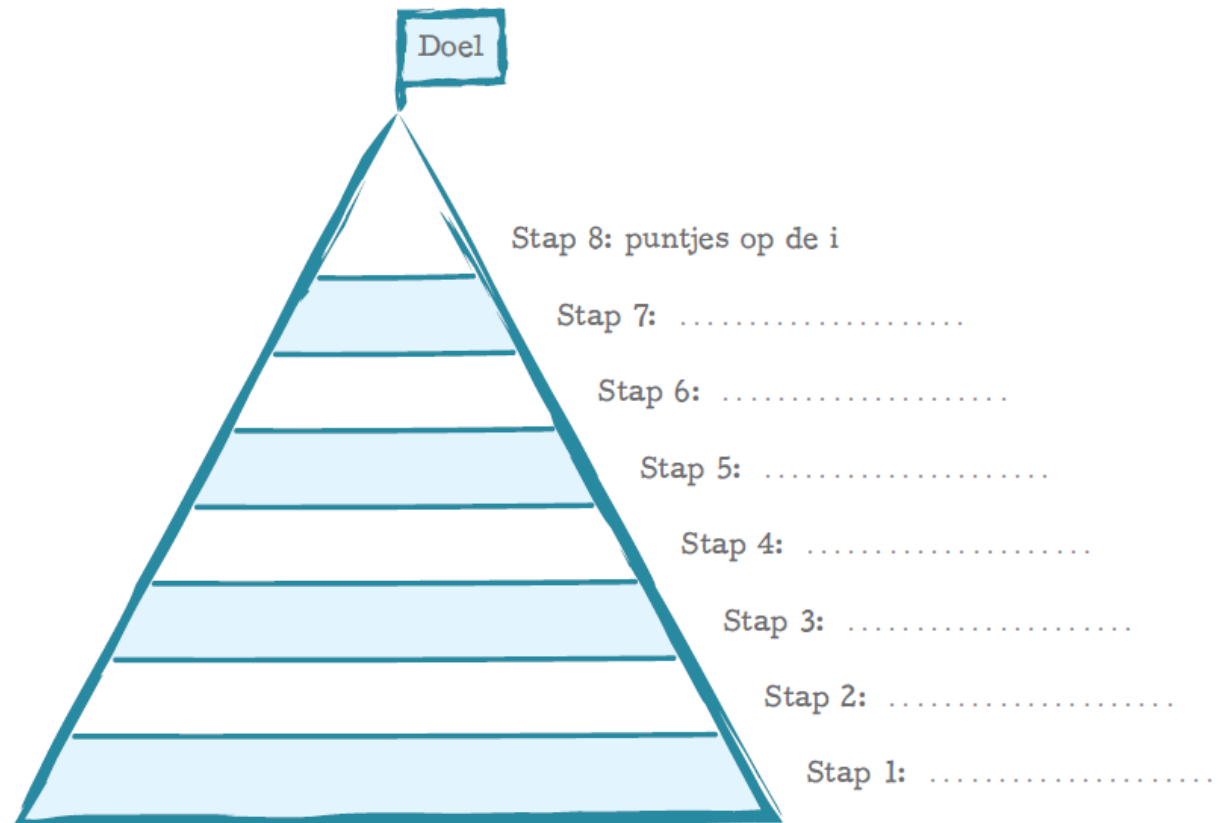 Doel
Stap 8: puntjes op de i
Stap 7: .....................
Stap 6: .....................
Stap 5: .....................
Stap 4: .....................
Stap 3: .....................
Stap 2: .....................
Stap 1: .....................